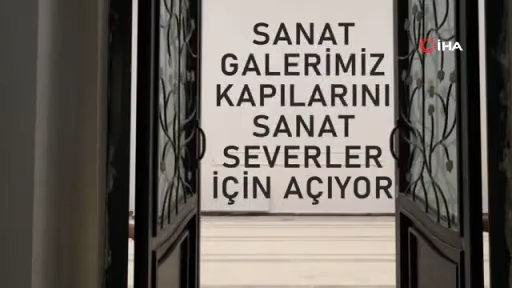 SANAT
GALERİMİZ
KAPILARINI
SANAT
SEVERLER
İÇİN AÇIYOR
İHA